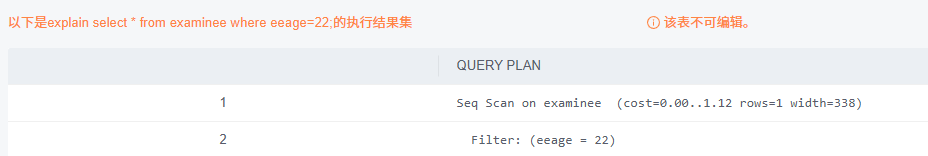 以下是explain select * from examinee where eeage=22;的执行结果集
该表不可编辑。
QUERY PLAN
1 Seq Scan on examinee (cost=0.00..1.12 rows=1 width=338)
2 Filter: (eeage = 22)